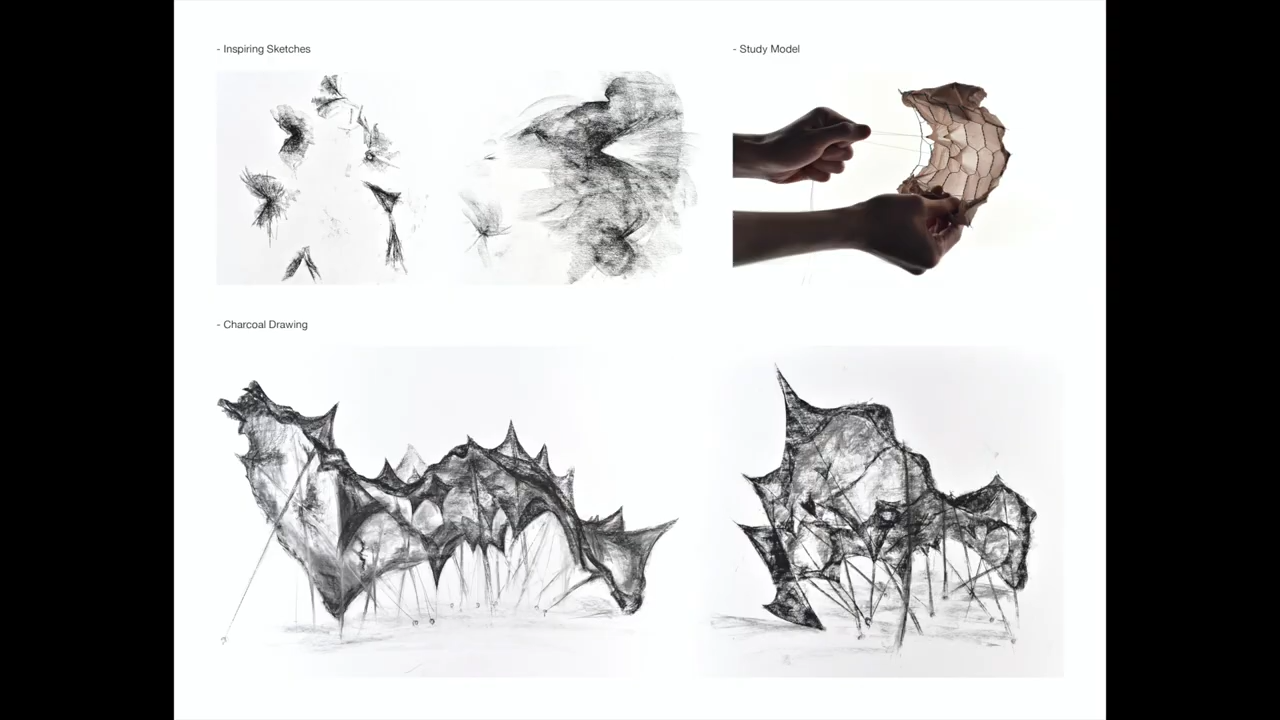 - Inspiring Sketches
- Study Model
- Charcoal Drawing